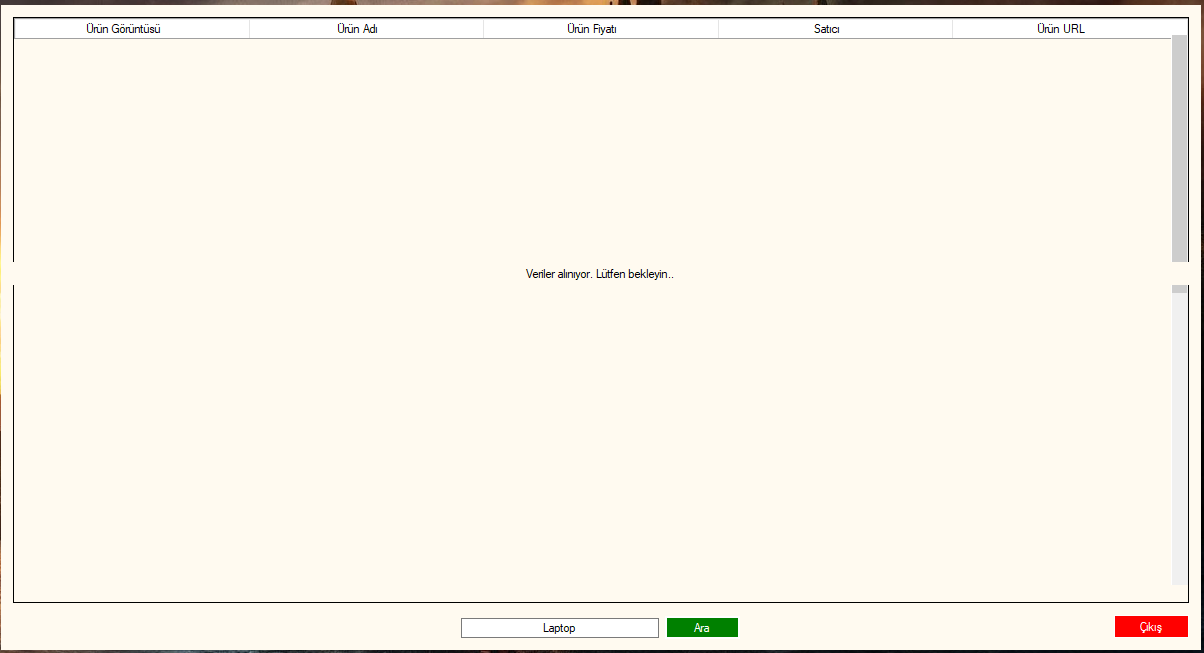 Ürün Görüntüsü Ürün Adı Ürün Fiyatı Satıcı Ürün URL
Veriler alınıyor. Lütfen bekleyin..
Laptop Ara Çıkış